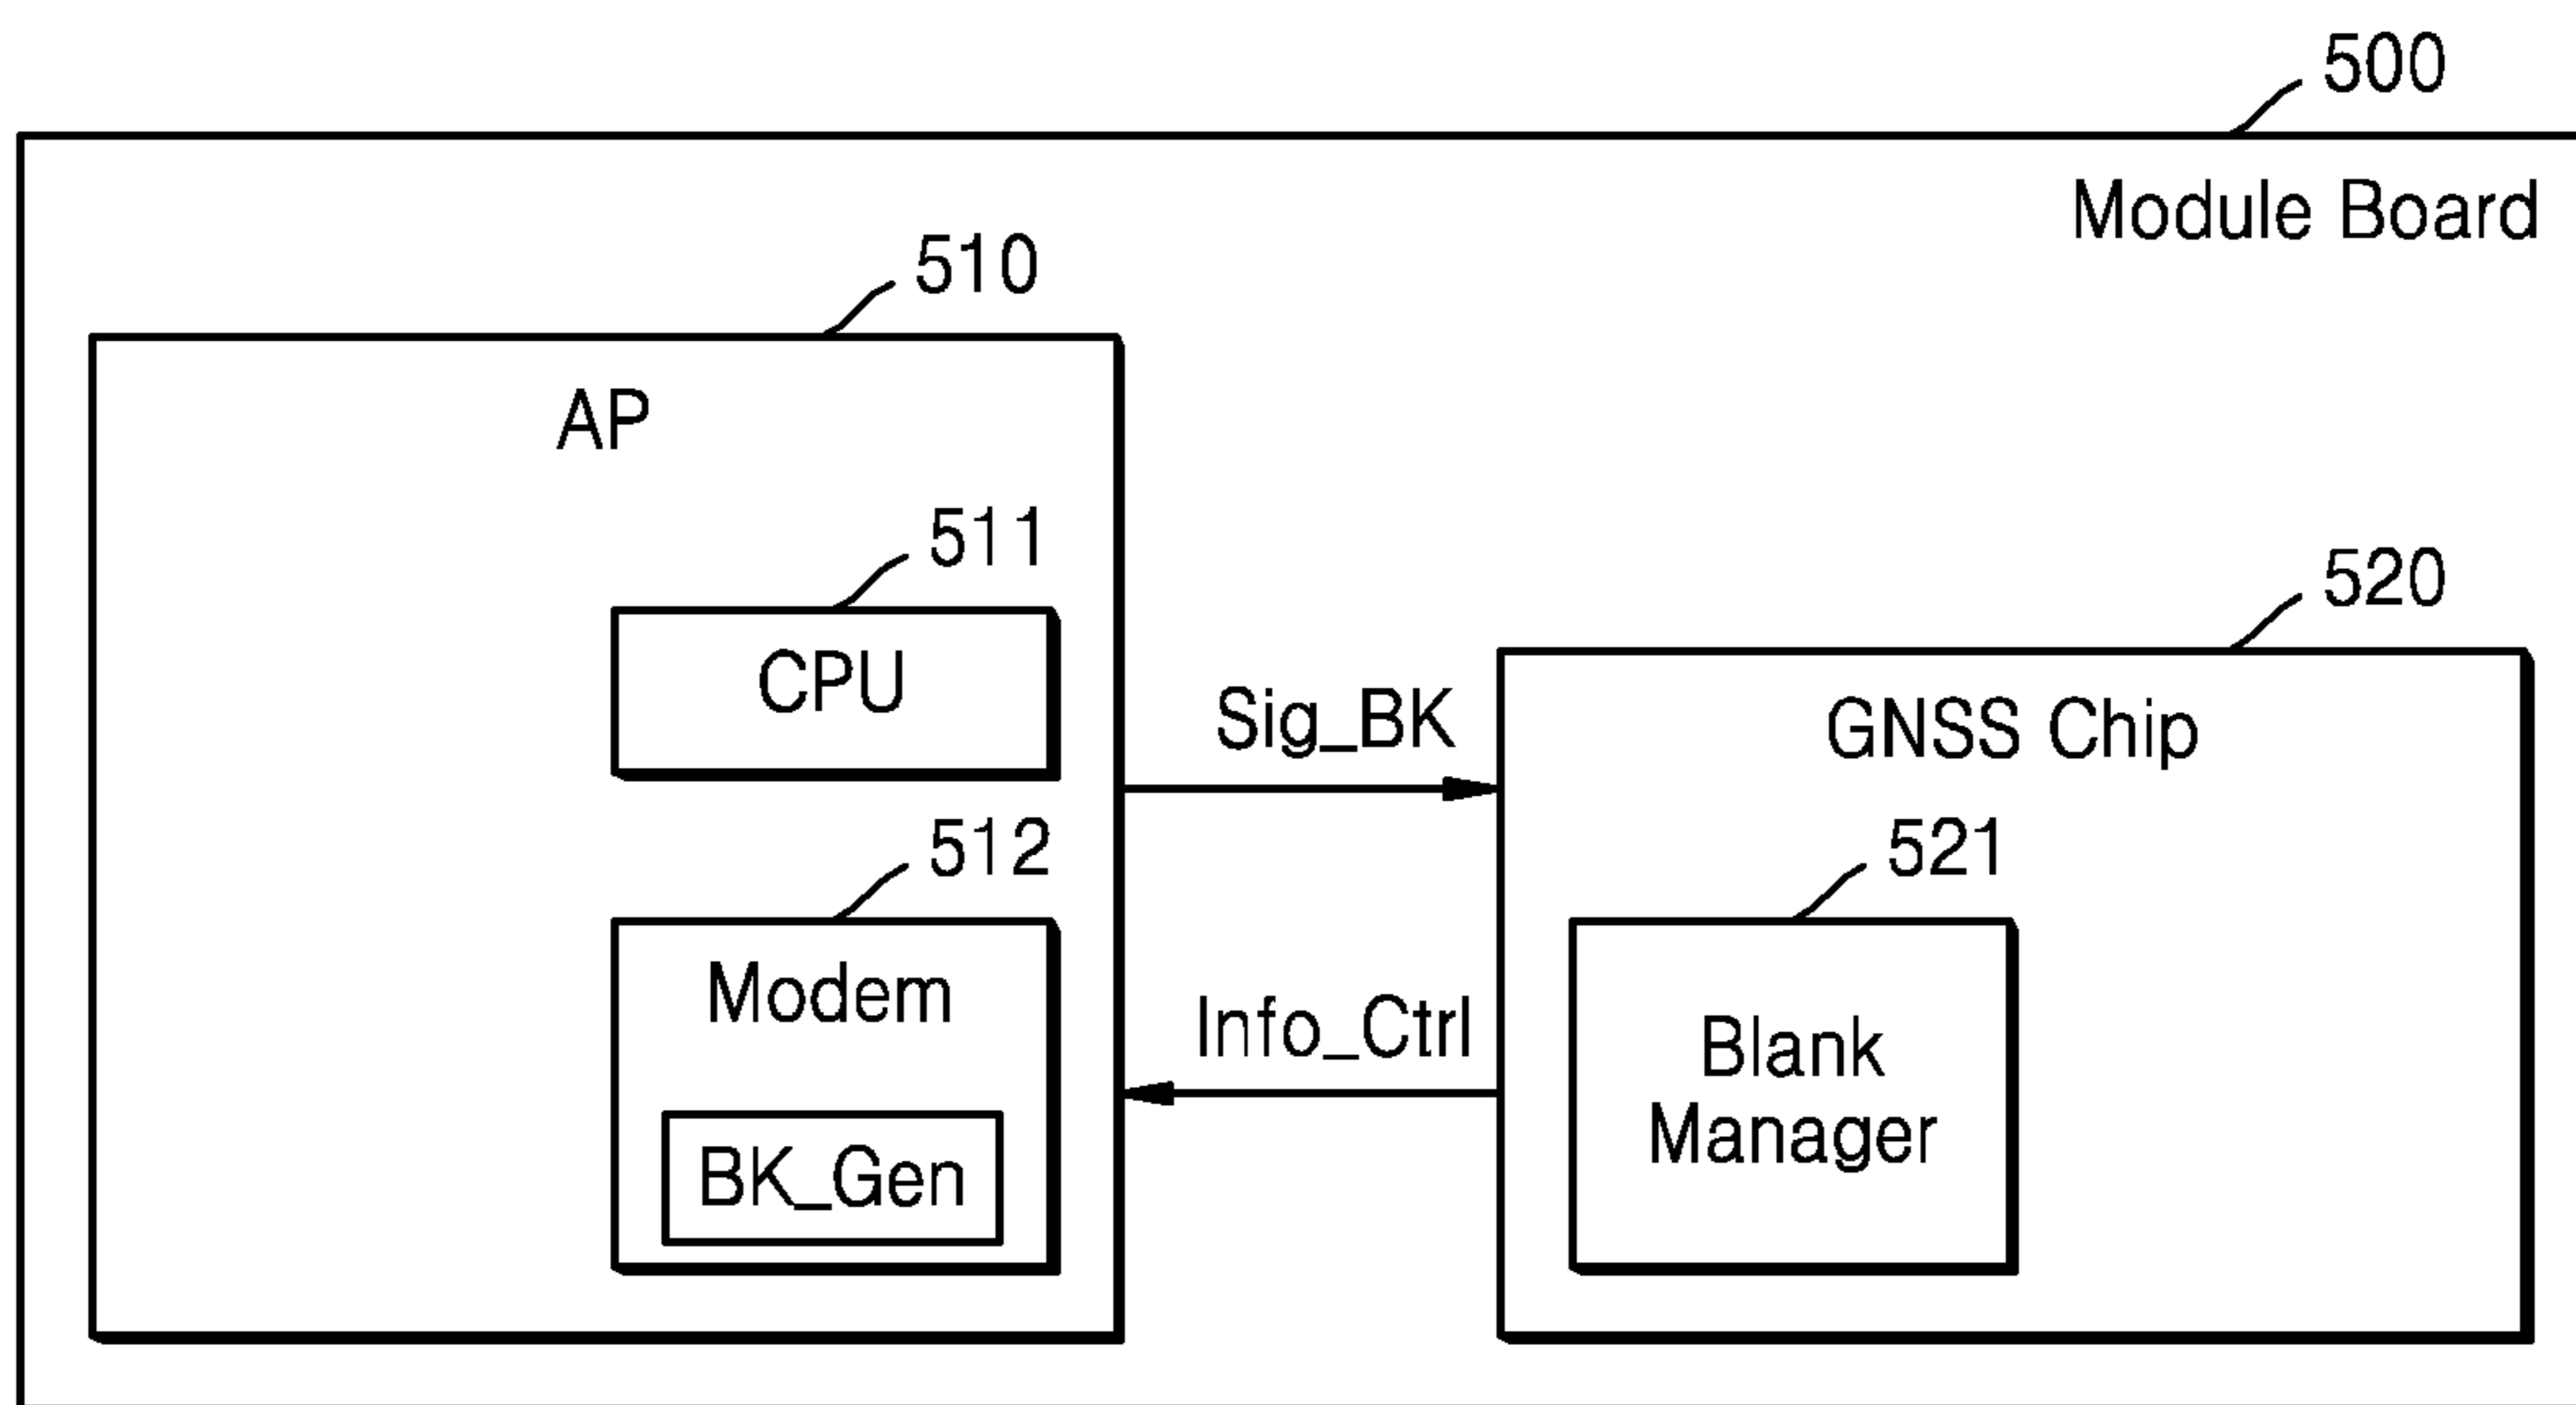 500
Module Board
510
AP
511
CPU
520
Sig_BK
GNSS Chip
512
521
Modem
Info_Ctrl
Blank
Manager
BK_Gen